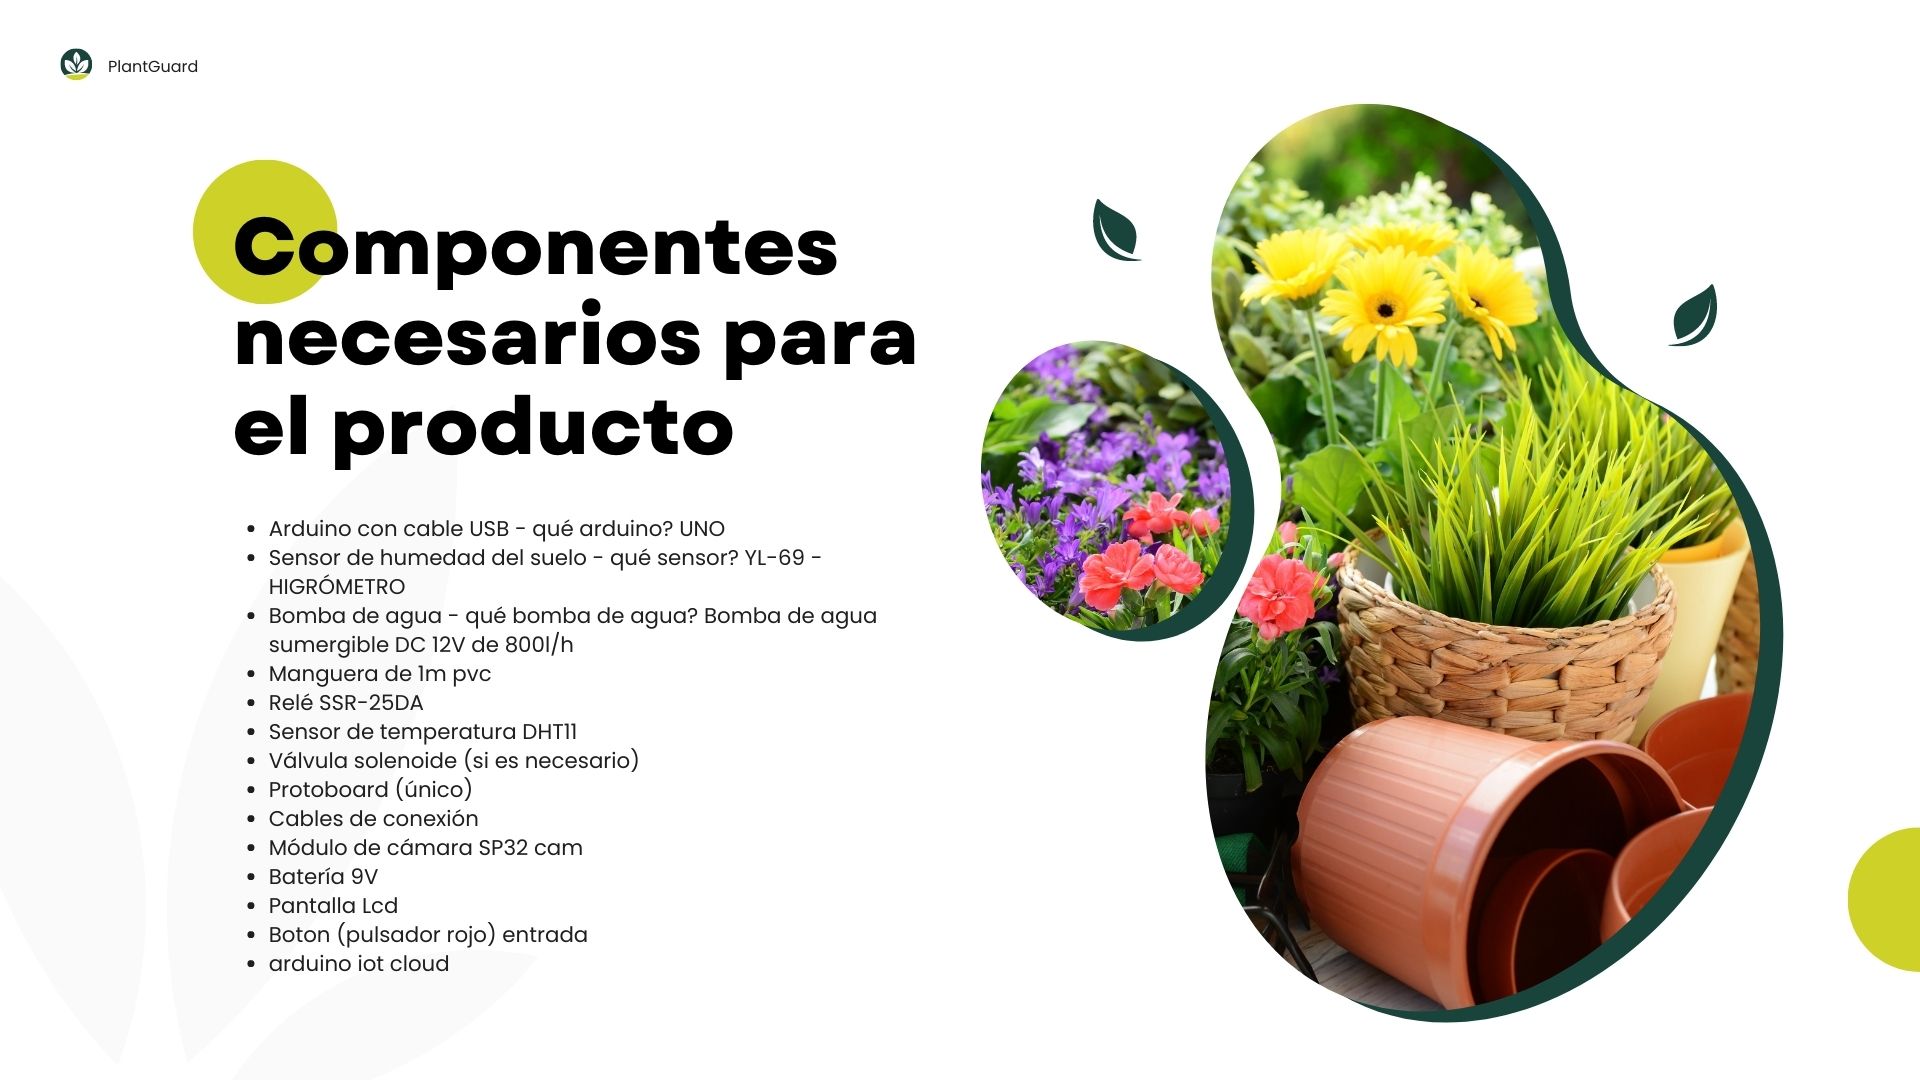 PlantGuard
Componentes
necesarios para
el producto
Arduino con cable USB - qué arduino? UNO
Sensor de humedad del suelo - qué sensor? YL-69 -
HIGRÓMETRO
Bomba de agua - qué bomba de agua? Bomba de agua
sumergible DC 12V de 800l/h
Manguera de 1m pvc
Relé SSR-25DA
Sensor de temperatura DHT11
Válvula solenoide (si es necesario)
Protoboard (único)
Cables de conexión
Módulo de cámara SP32 cam
Batería 9V
Pantalla Lcd
Boton (pulsador rojo) entrada
arduino iot cloud